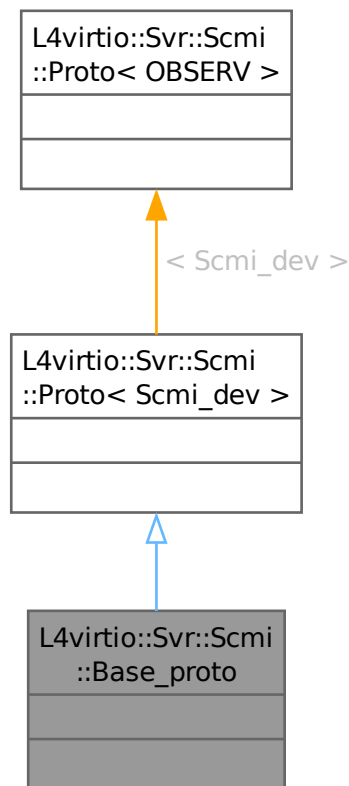 L4virtio::Svr::Scmi
::Proto< OBSERV >
< Scmi_dev >
L4virtio::Svr::Scmi
::Proto< Scmi_dev >
L4virtio::Svr::Scmi
::Base_proto